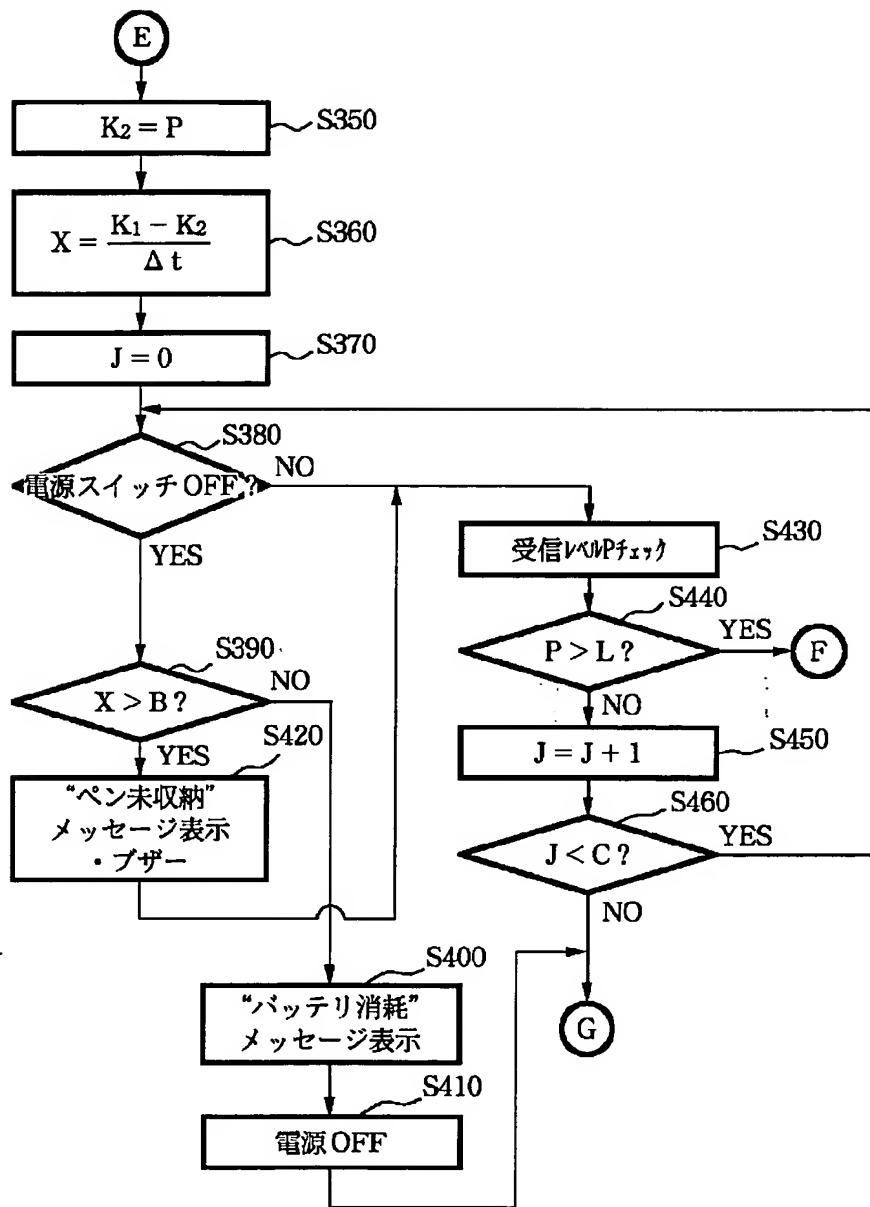 E
K₂ = P
S350
X = (K₁ − K₂) / Δt
S360
J = 0
S370
S380
電源スイッチOFF?
NO
YES
S390
X > B?
NO
YES
S420
“ペン未収納”
メッセージ表示
・ブザー
S400
“バッテリ消耗”
メッセージ表示
S410
電源OFF
S430
受信レベルPチェック
S440
P > L?
YES
F
NO
S450
J = J + 1
S460
J < C?
YES
NO
G